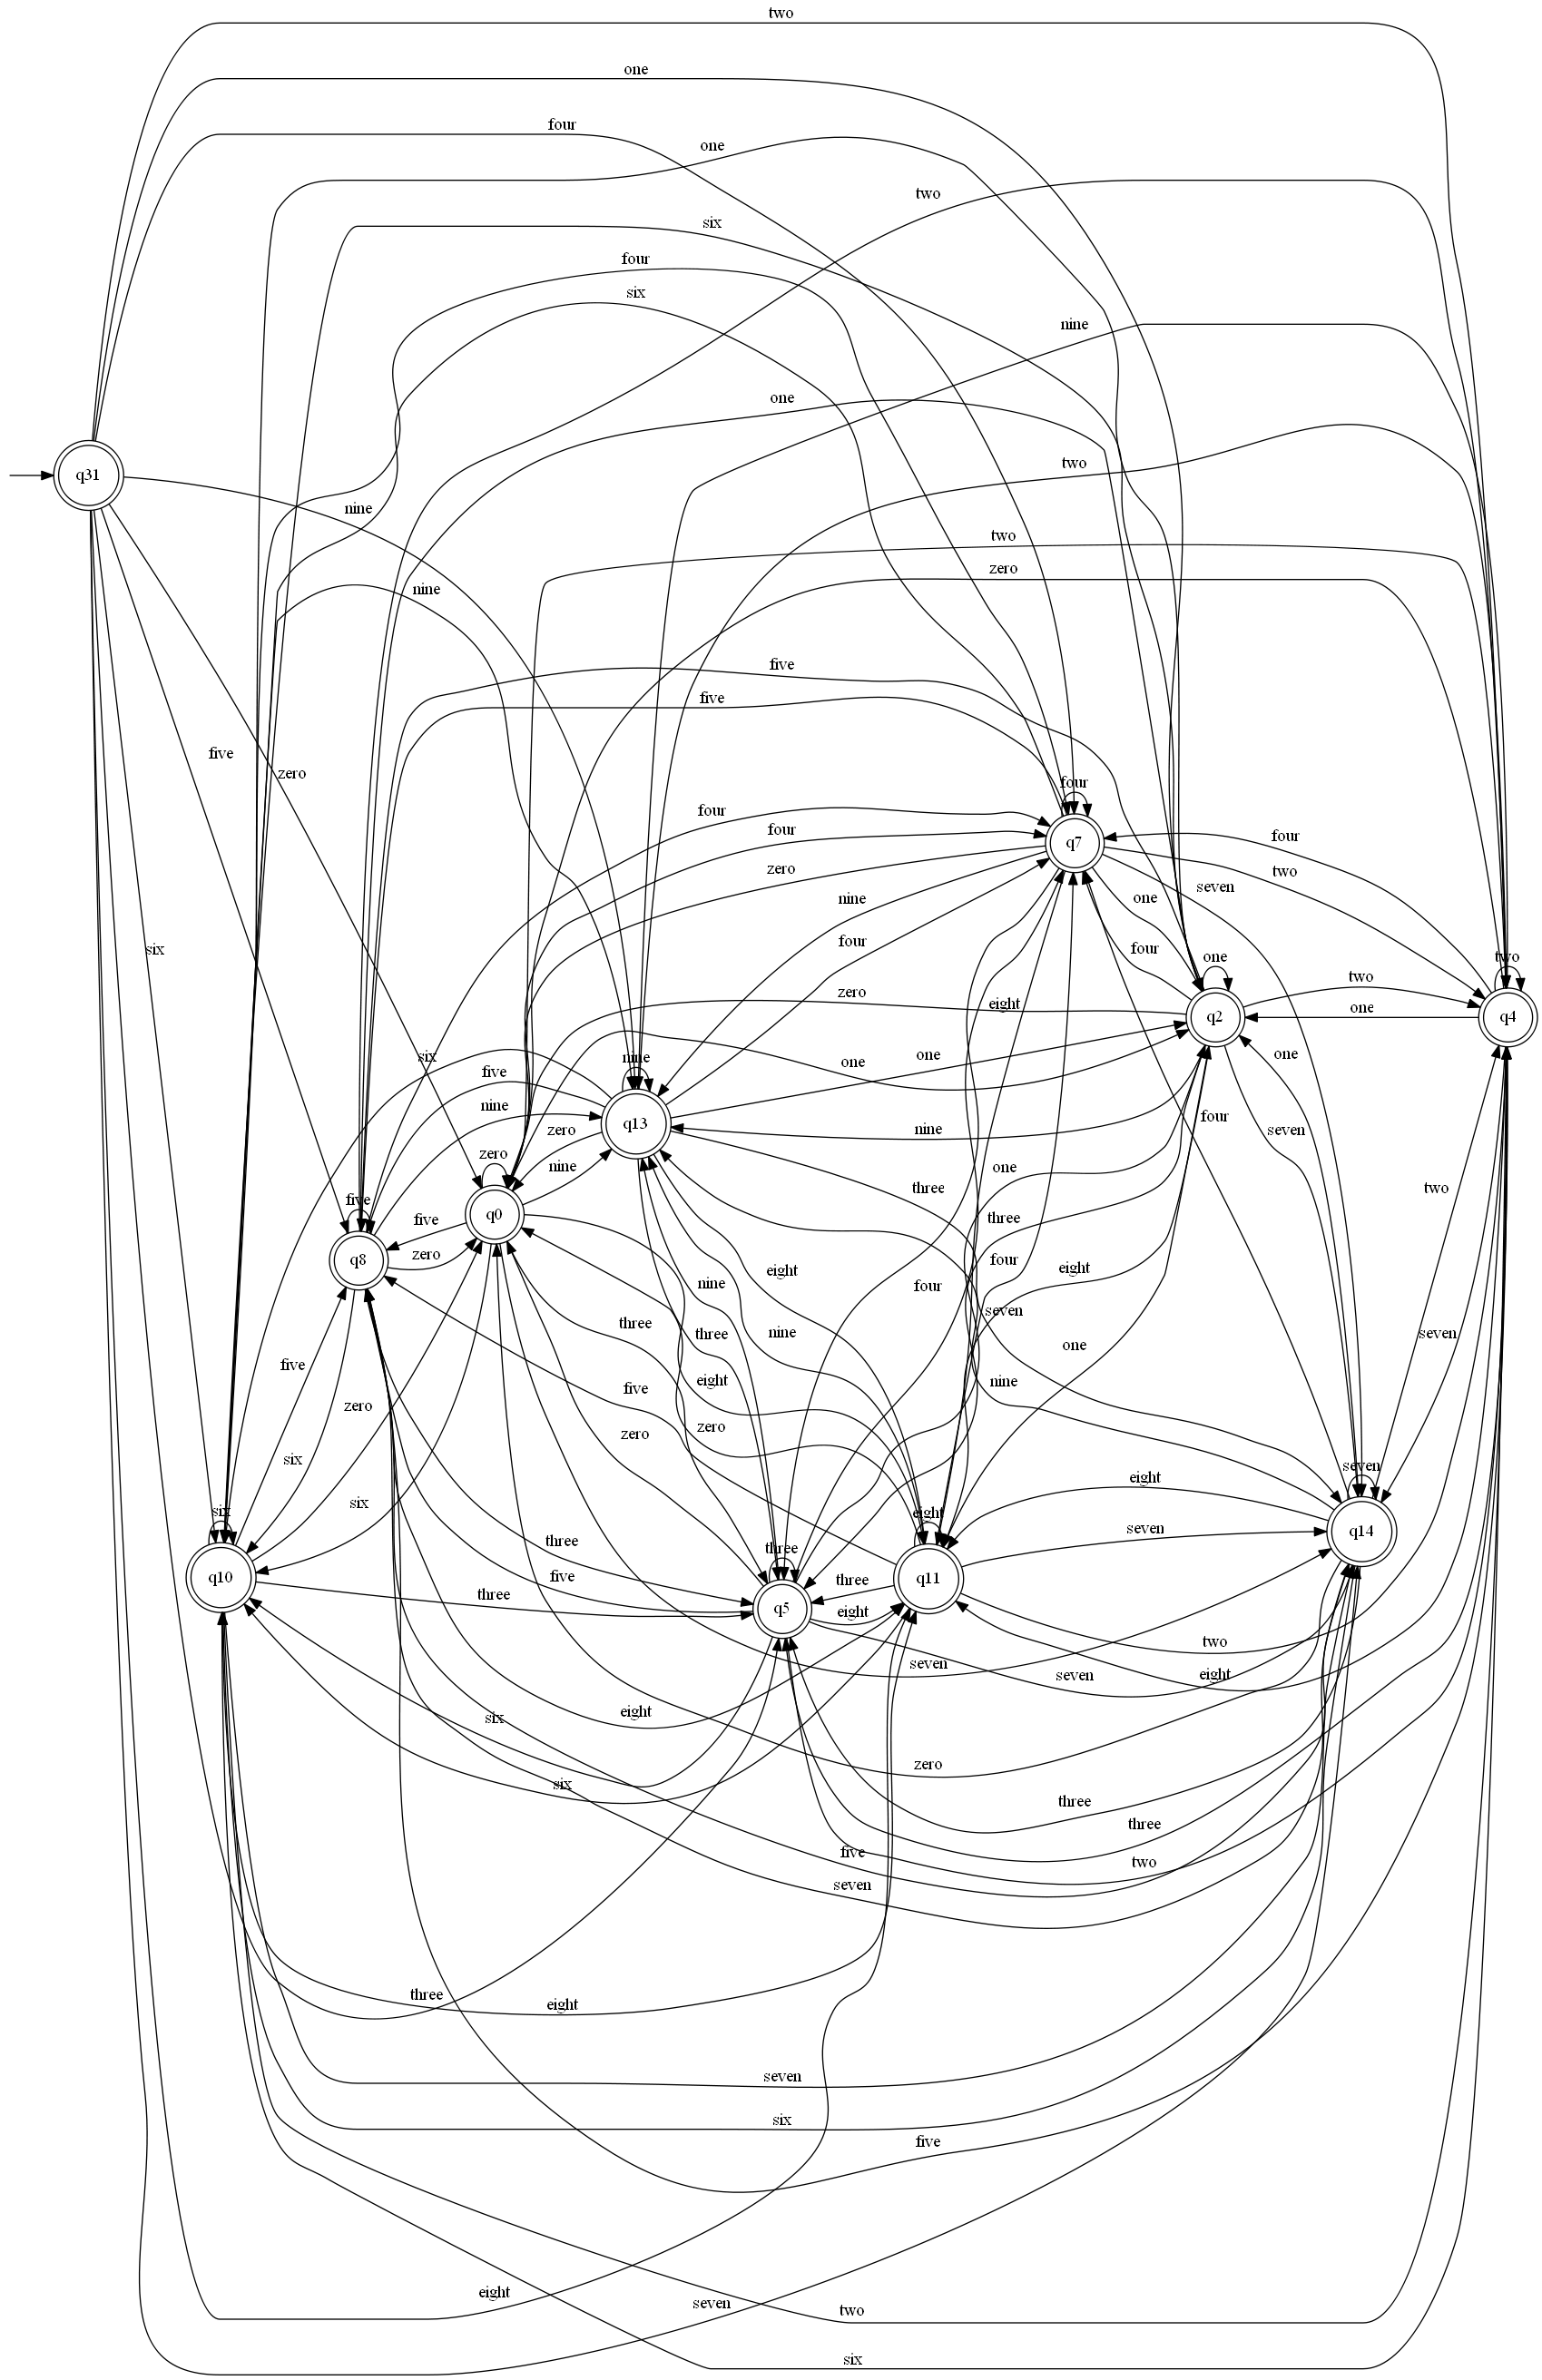 two
one
four
one
two
six
four
six
nine
one
two
q31
nine
two
zero
nine
five
five
five
zero
four
four
four
zero
q7
seven
two
one
nine
four
four
eight
one
two
zero
q2
one
two
q4
six
nine
five
nine
zero
one
one
q13
nine
four
seven
six
zero
nine
three
one
three
five
q0
eight
five
zero
q8
four
seven
two
nine
three
three
eight
one
nine
five
eight
zero
nine
zero
six
zero
five
six
six
eight
seven
q14
eight
seven
six
q10
three
five
three
three
q5
three
eight
q11
two
seven
seven
eight
six
eight
zero
six
three
three
five
two
seven
three
eight
seven
six
five
eight
seven
two
six